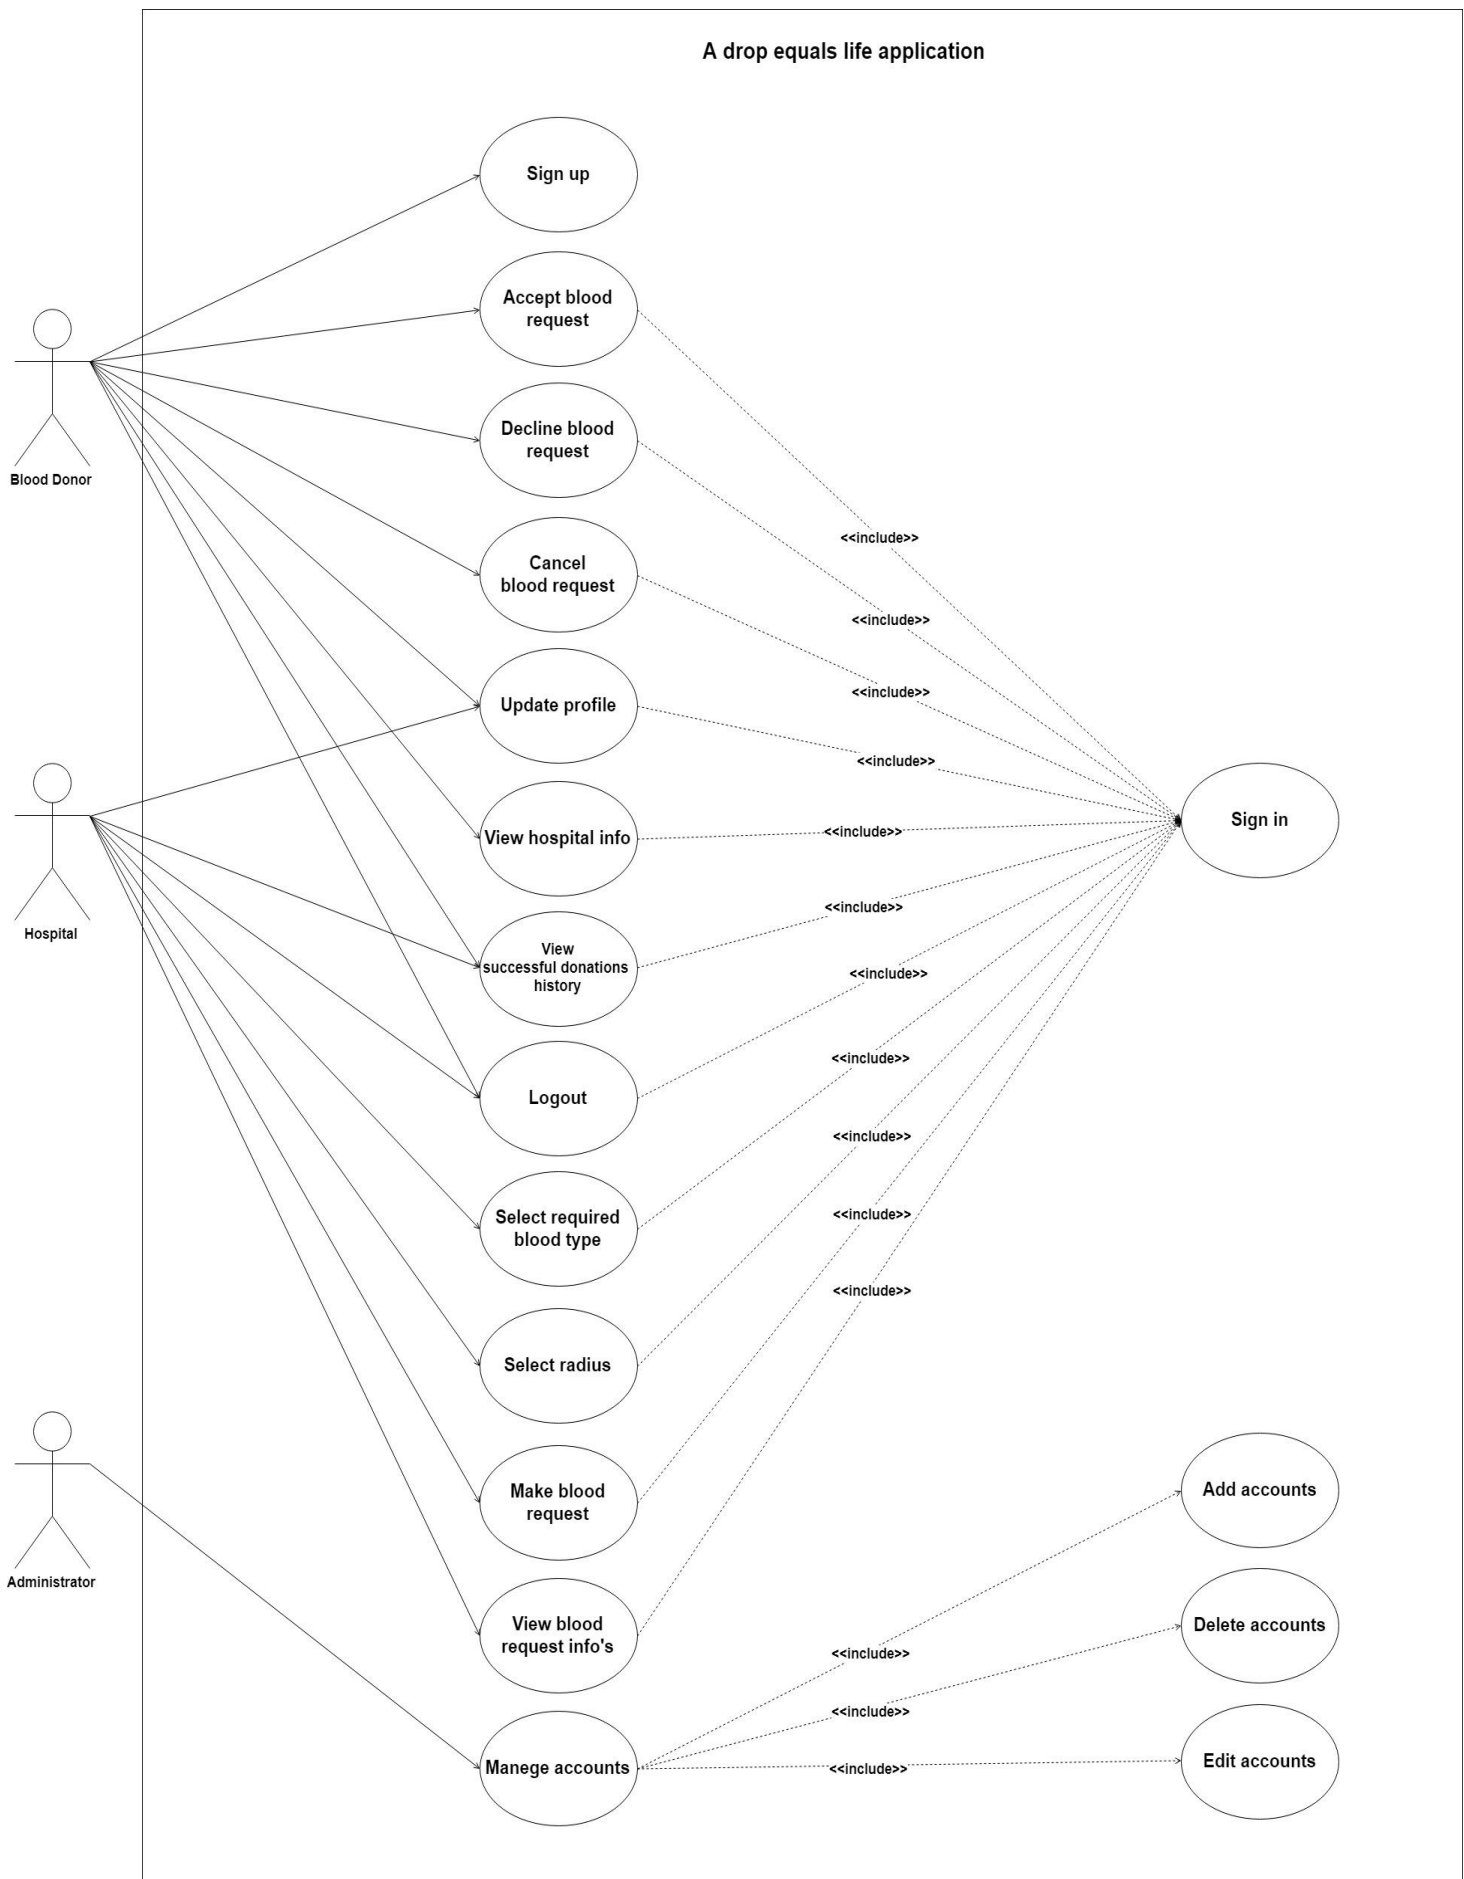 A drop equals life application
Sign up
Accept blood
request
Decline blood
request
Blood Donor
<<include>>
Cancel
blood request
<<include>>
<<include>>
Update profile
<<include>>
Sign in
View hospital info
<<include>>
<<include>>
Hospital
View
successful donations
history
<<include>>
<<include>>
Logout
<<include>>
Select required
blood type
<<include>>
<<include>>
Select radius
Make blood
request
Add accounts
Administrator
View blood
request info's
Delete accounts
<<include>>
<<include>>
Manege accounts
<<include>>
Edit accounts